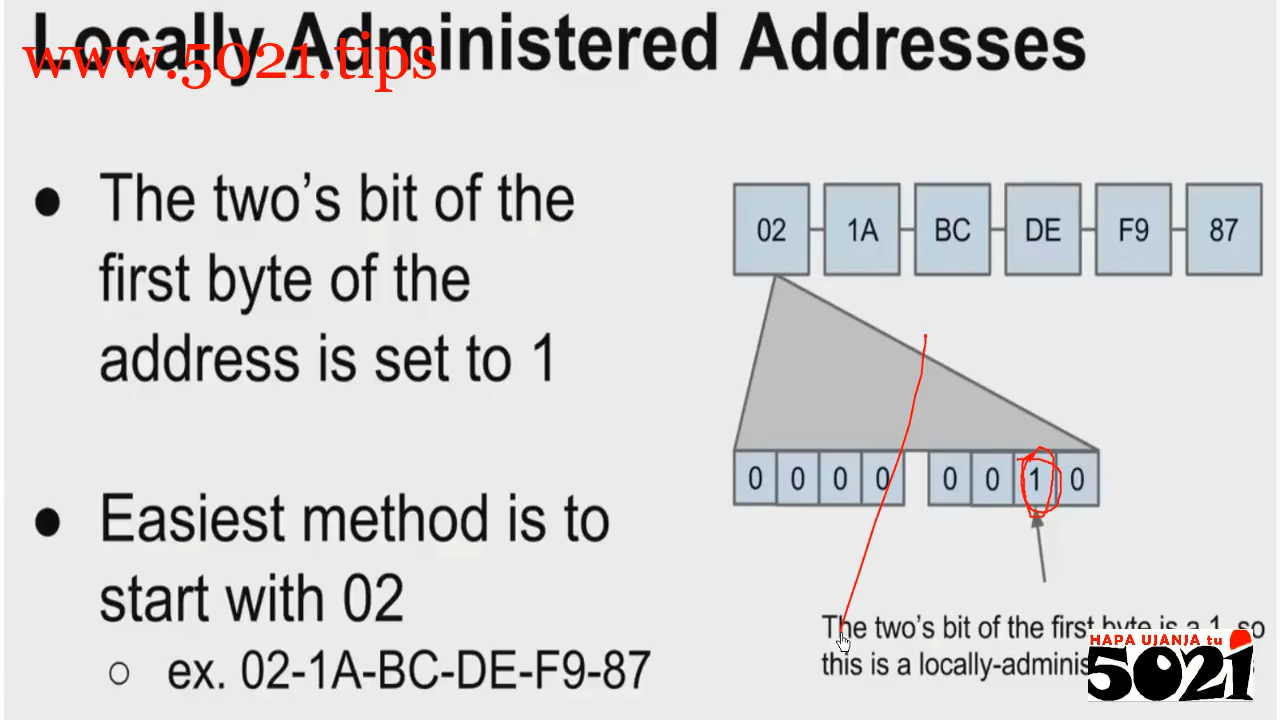 Locally Administered Addresses
www.5021.tips
● The two's bit of the
first byte of the
address is set to 1
● Easiest method is to
start with 02
○ ex. 02-1A-BC-DE-F9-87
02 1A BC DE F9 87
0 0 0 0 0 0 1 0
The two's bit of the first byte is a 1, so
this is a locally-adminis
HAPA UJANJA tu
5021